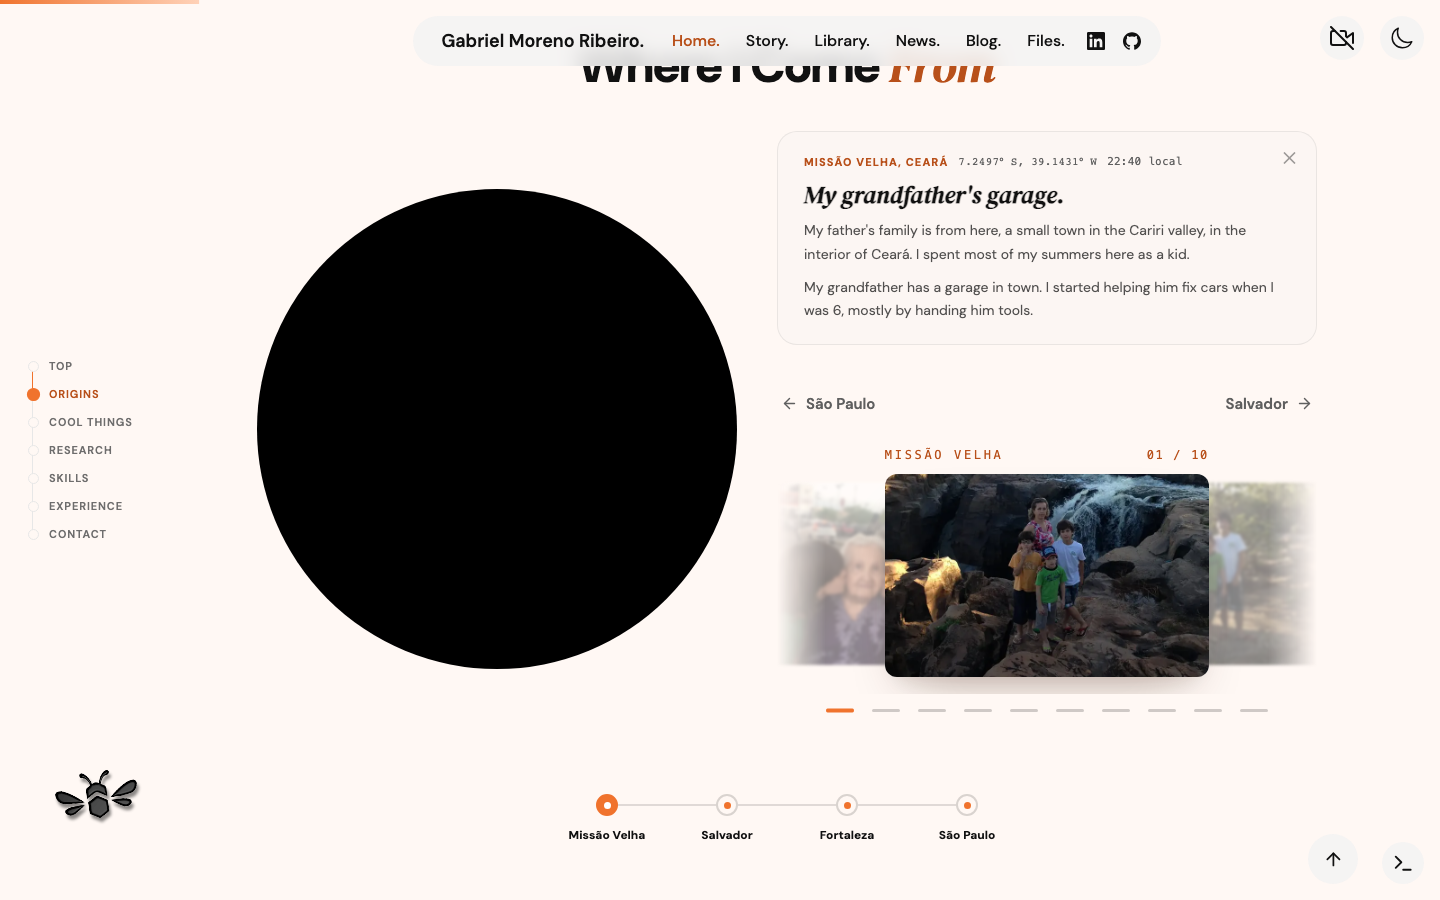 Gabriel Moreno Ribeiro.
Home.
Story.
Library.
News.
Blog.
Files.
Where I Come From
MISSÃO VELHA, CEARÁ 7.2497° S, 39.1431° W 22:40 local
My grandfather's garage.
My father's family is from here, a small town in the Cariri valley, in the
interior of Ceará. I spent most of my summers here as a kid.
My grandfather has a garage in town. I started helping him fix cars when I
was 6, mostly by handing him tools.
TOP
ORIGINS
COOL THINGS
RESEARCH
SKILLS
EXPERIENCE
CONTACT
São Paulo
Salvador
MISSÃO VELHA
01 / 10
Missão Velha
Salvador
Fortaleza
São Paulo